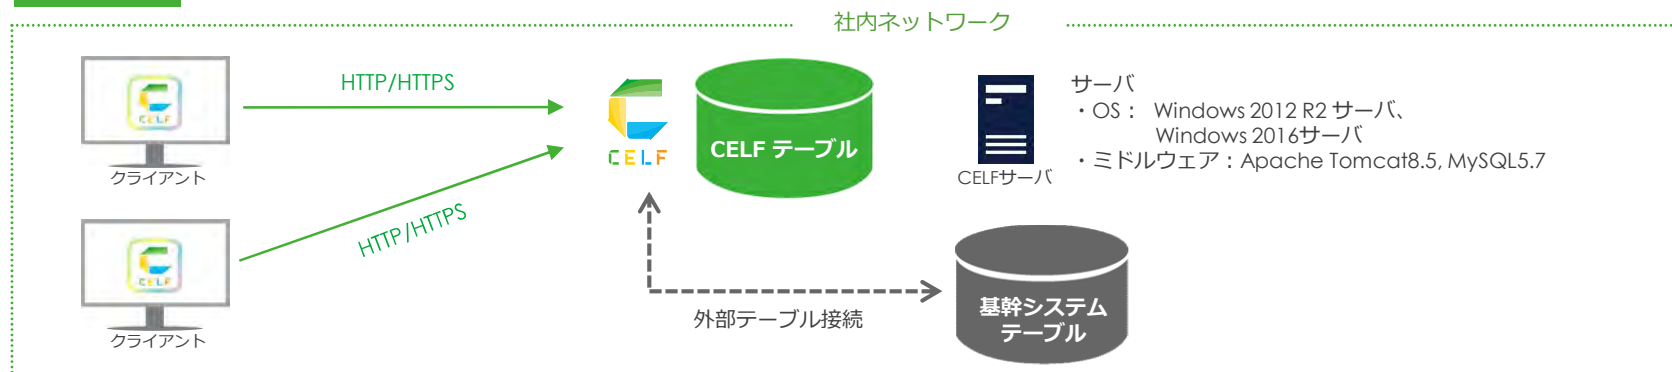 社内ネットワーク
CELF
クライアント
HTTP/HTTPS
CELF
CELF テーブル
CELFサーバ
サーバ
・OS： Windows 2012 R2 サーバ、
Windows 2016サーバ
・ミドルウェア：Apache Tomcat8.5, MySQL5.7
CELF
クライアント
HTTP/HTTPS
外部テーブル接続
基幹システム
テーブル